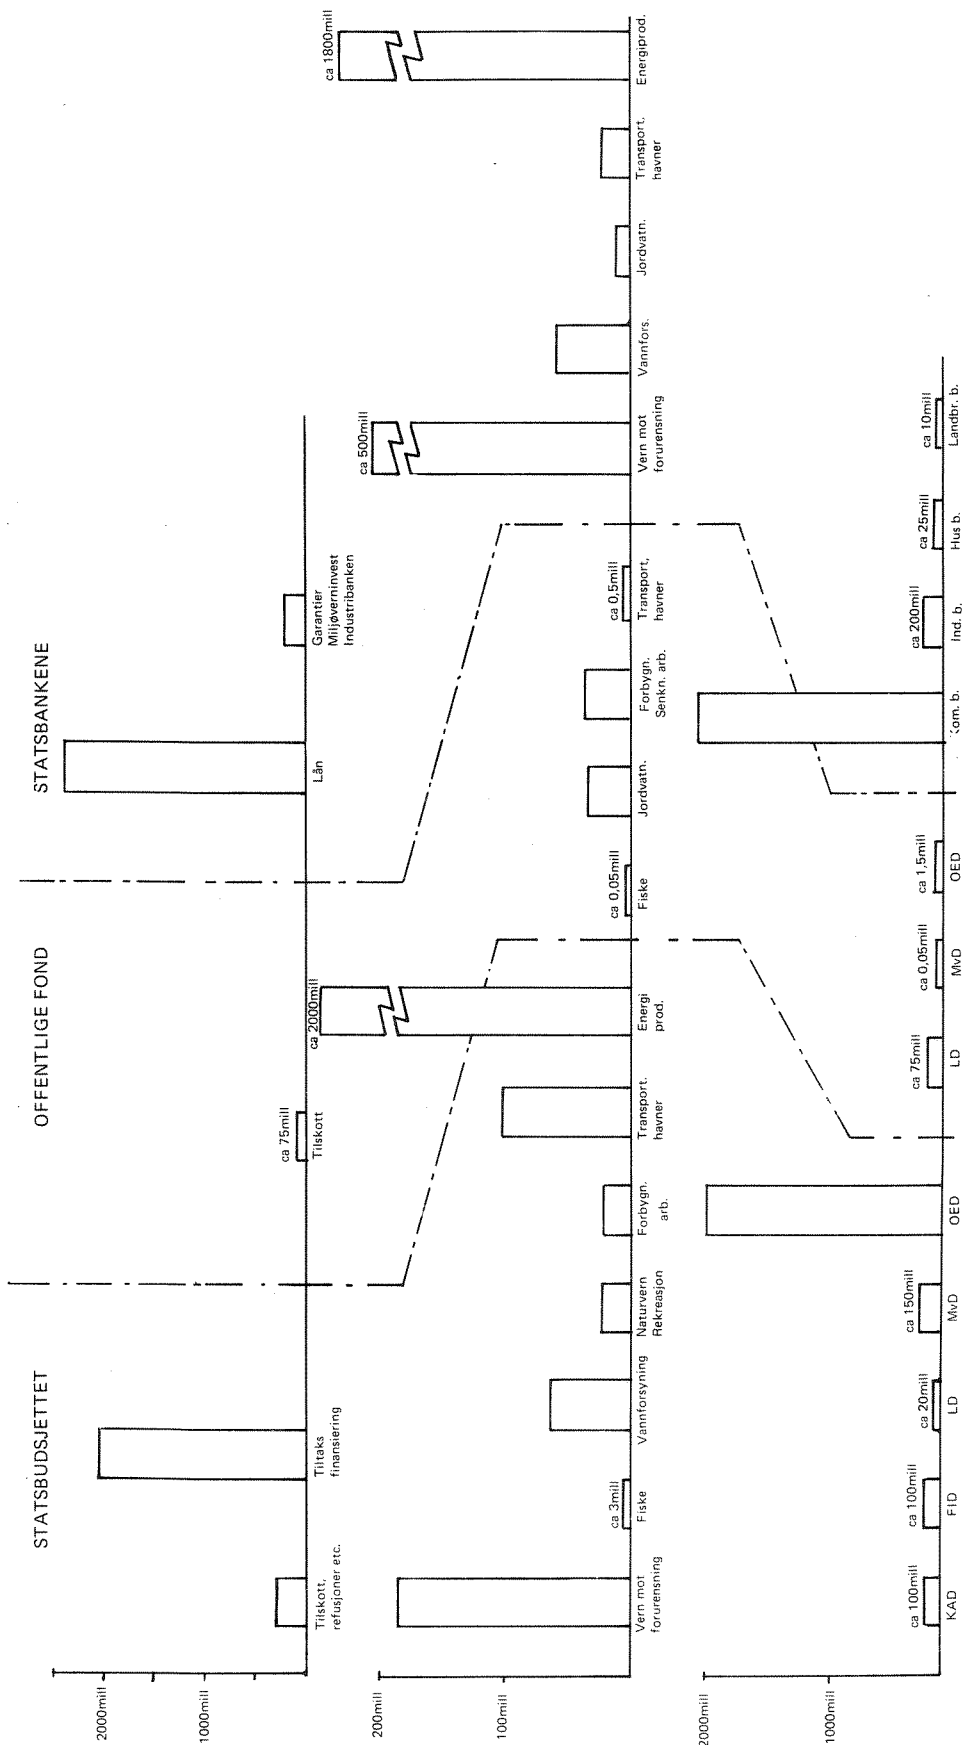 STATSBUDSJETTET
OFFENTLIGE FOND
STATSBANKENE
2000mill
1000mill
Tilskott,
refusjoner etc.
Tiltaks
finansiering
ca 75mill
Tilskott
Lån
Garantier
Miljøverninvest
Industribanken
200mill
100mill
Vern mot
forurensning
ca 3mill
Fiske
Vannforsyning
Naturvern
Rekreasjon
Forbygn.
arb.
Transport.
havner
ca 2000mill
Energi
prod.
ca 0,05mill
Fiske
Jordvatn.
Forbygn.
Senkn. arb.
ca 0,5mill
Transport,
havner
ca 500mill
Vern mot
forurensning
Vannfors.
Jordvatn.
Transport.
havner
ca 1800mill
Energiprod.
2000mill
1000mill
ca 100mill
KAD
ca 100mill
FID
ca 20mill
LD
ca 150mill
MvD
OED
ca 75mill
LD
ca 0,05mill
MvD
ca 1,5mill
OED
Kom. b.
ca 200mill
Ind. b.
ca 25mill
Hus b.
ca 10mill
Landbr. b.